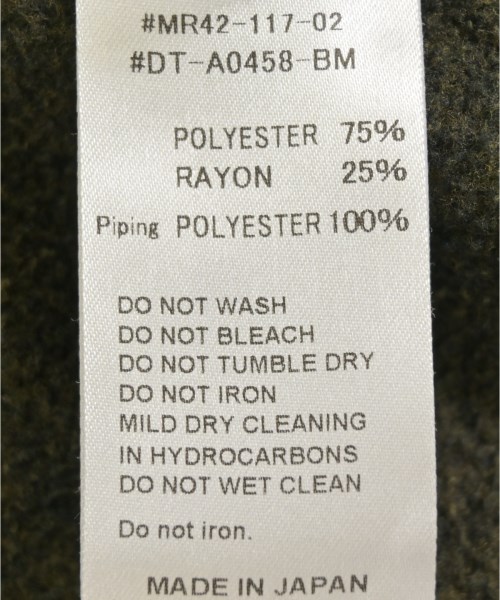 #MR42-117-02
#DT-A0458-BM
POLYESTER 75%
RAYON 25%
Piping POLYESTER 100%
DO NOT WASH
DO NOT BLEACH
DO NOT TUMBLE DRY
DO NOT IRON
MILD DRY CLEANING
IN HYDROCARBONS
DO NOT WET CLEAN
Do not iron.
MADE IN JAPAN